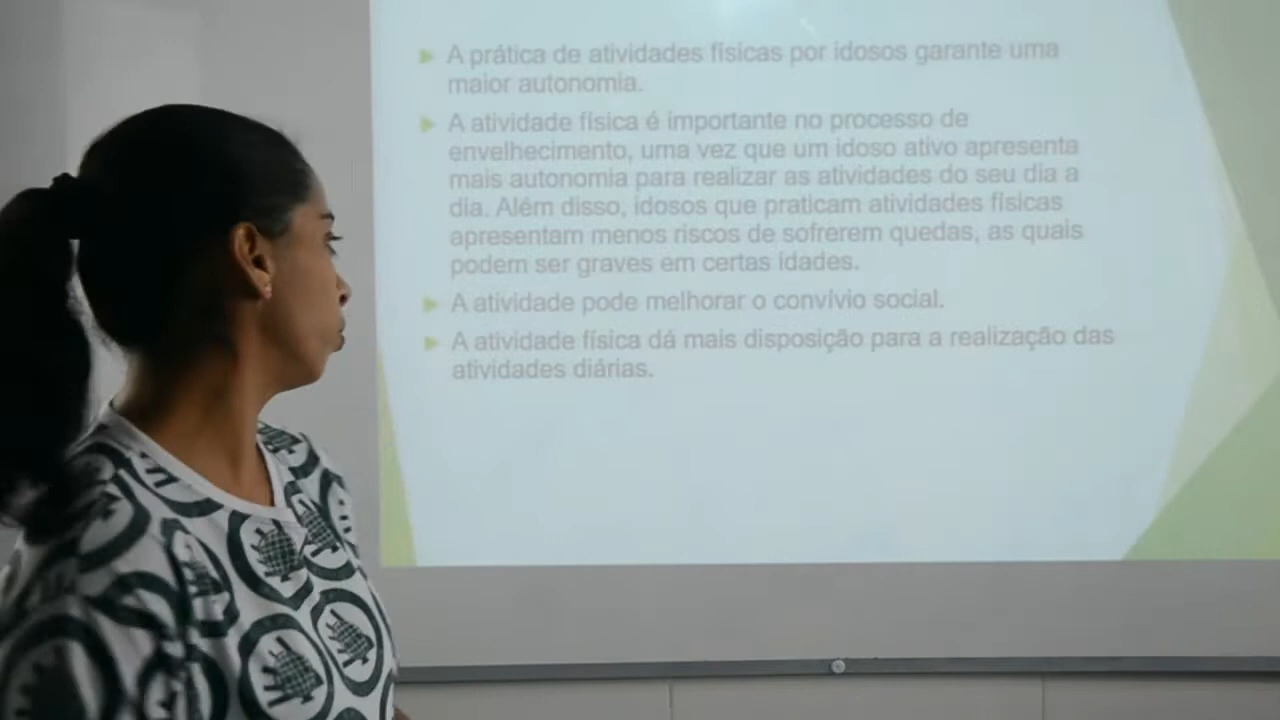 A prática de atividades físicas por idosos garante uma
maior autonomia.
A atividade física é importante no processo de
envelhecimento, uma vez que um idoso ativo apresenta
mais autonomia para realizar as atividades do seu dia a
dia. Além disso, idosos que praticam atividades físicas
apresentam menos riscos de sofrerem quedas, as quais
podem ser graves em certas idades.
A atividade pode melhorar o convívio social.
A atividade física dá mais disposição para a realização das
atividades diárias.